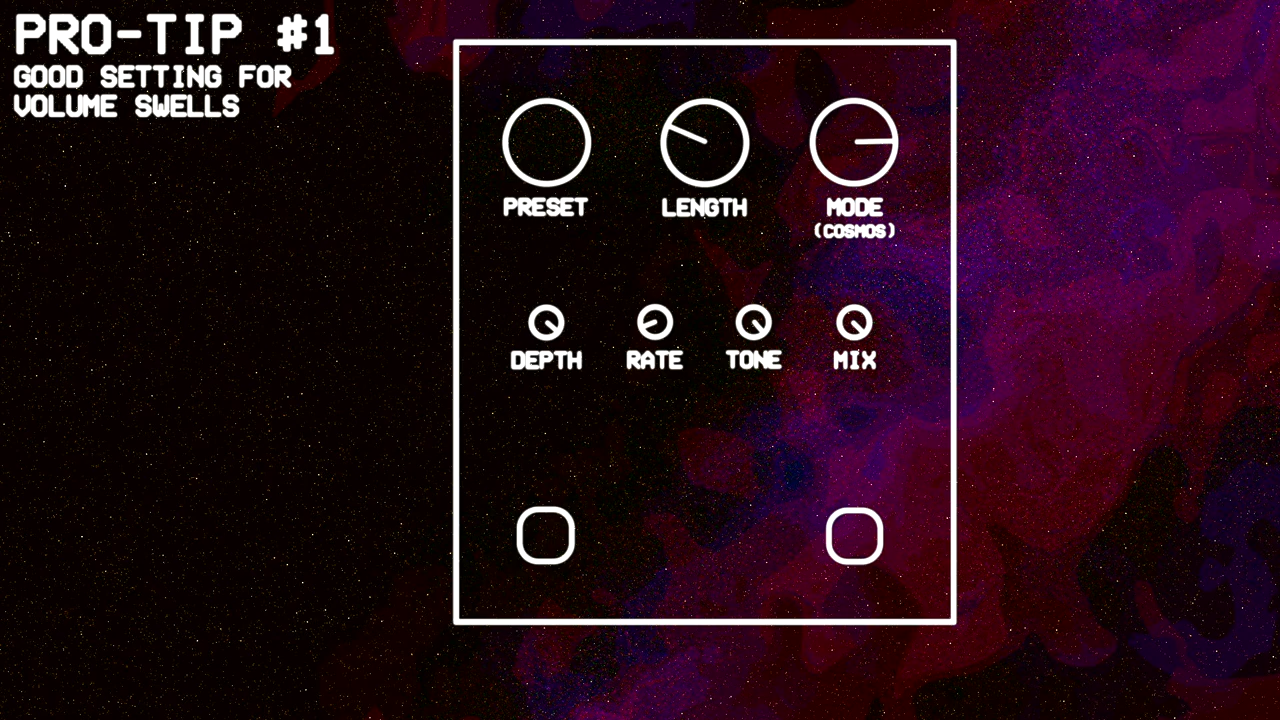 PRO-TIP #1
GOOD SETTING FOR
VOLUME SWELLS
PRESET LENGTH MODE
(COSMOS)
DEPTH RATE TONE MIX